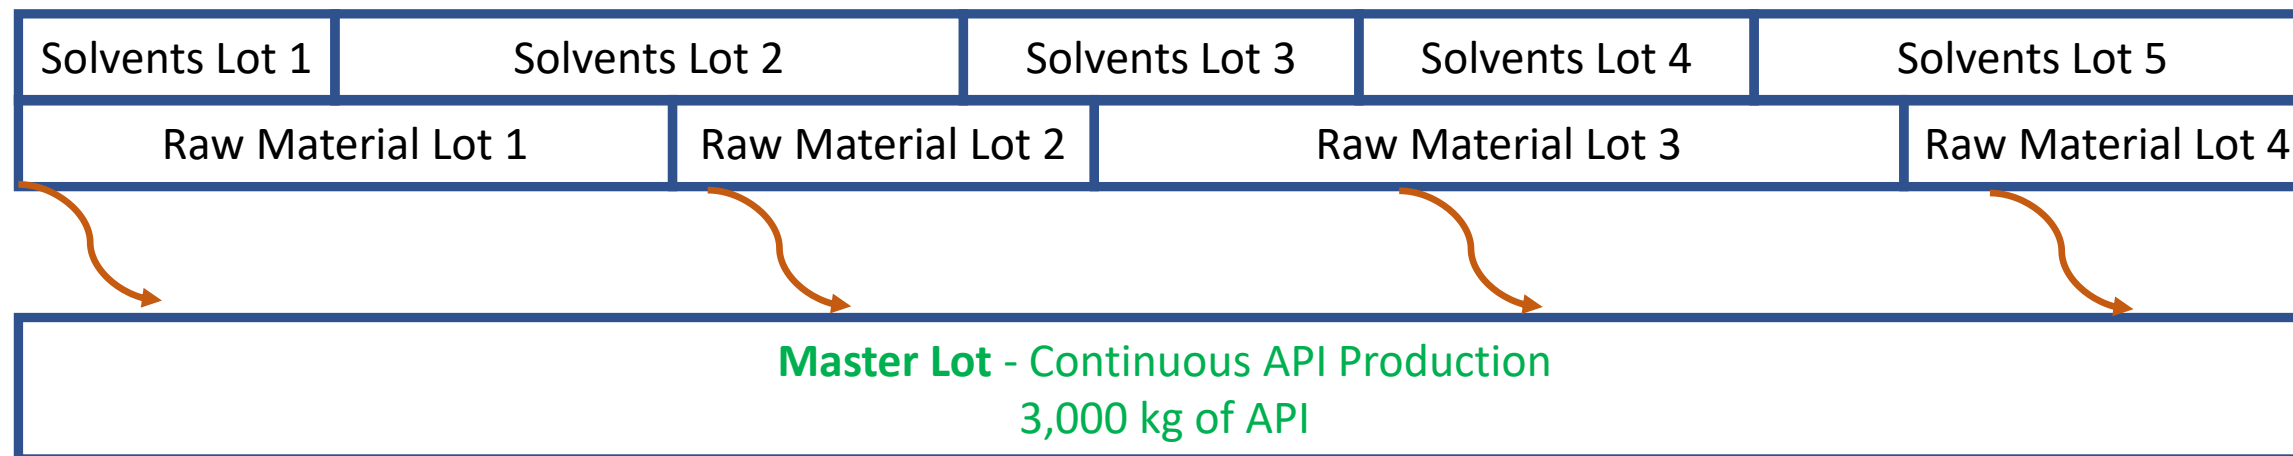 Solvents Lot 1 Solvents Lot 2 Solvents Lot 3 Solvents Lot 4 Solvents Lot 5
Raw Material Lot 1 Raw Material Lot 2 Raw Material Lot 3 Raw Material Lot 4
Master Lot - Continuous API Production
3,000 kg of API